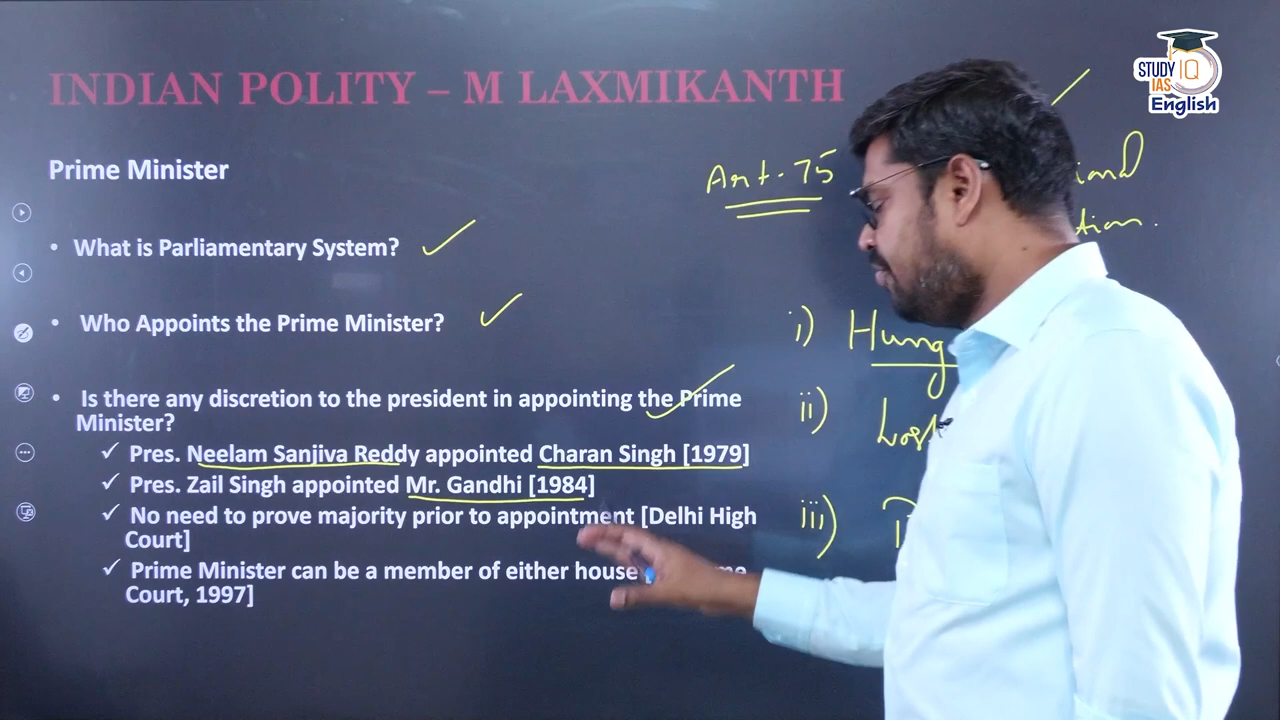 INDIAN POLITY – M LAXMIKANTH
STUDY IQ
IAS
English
Prime Minister
Art. 75
• What is Parliamentary System?
• Who Appoints the Prime Minister?
i) Hung
• Is there any discretion to the president in appointing the Prime
Minister?
ii)
✓ Pres. Neelam Sanjiva Reddy appointed Charan Singh [1979]
✓ Pres. Zail Singh appointed Mr. Gandhi [1984]
✓ No need to prove majority prior to appointment [Delhi High
Court]
iii)
✓ Prime Minister can be a member of either house
Court, 1997]